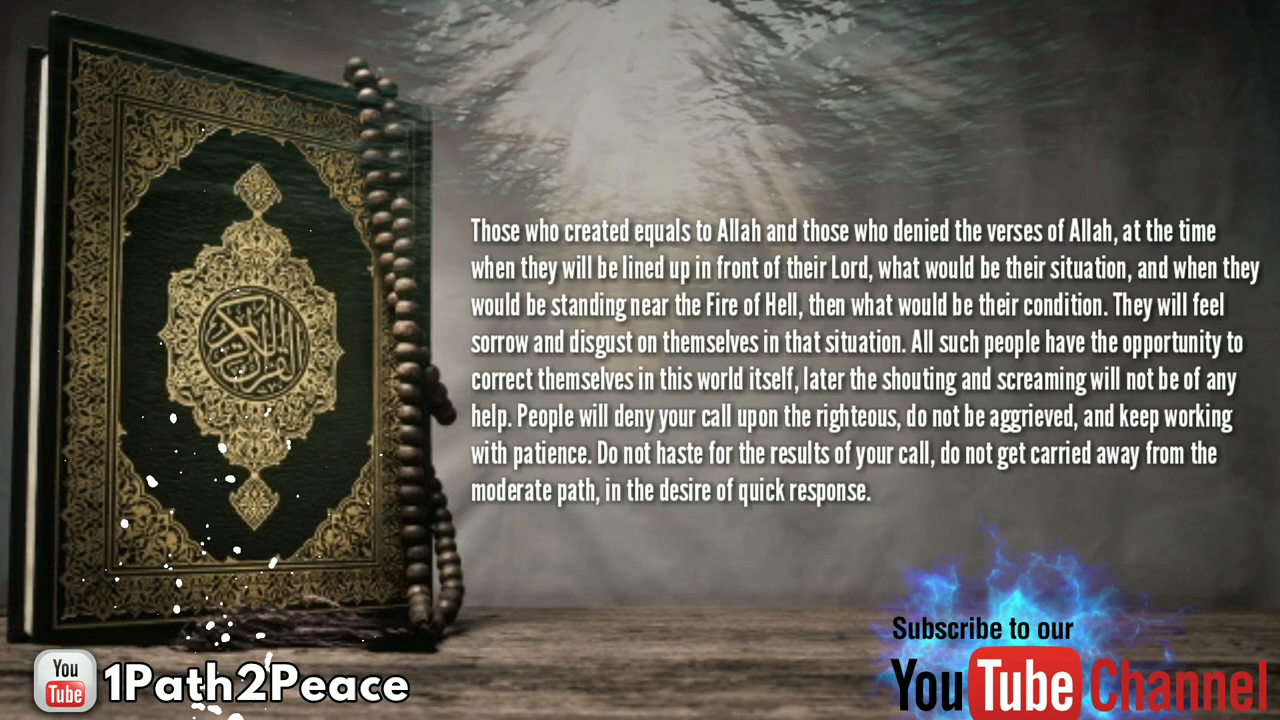 Those who created equals to Allah and those who denied the verses of Allah, at the time
when they will be lined up in front of their Lord, what would be their situation, and when they
would be standing near the Fire of Hell, then what would be their condition. They will feel
sorrow and disgust on themselves in that situation. All such people have the opportunity to
correct themselves in this world itself, later the shouting and screaming will not be of any
help. People will deny your call upon the righteous, do not be aggrieved, and keep working
with patience. Do not haste for the results of your call, do not get carried away from the
moderate path, in the desire of quick response.
Subscribe to our
YouTube Channel
You
Tube
1Path2Peace